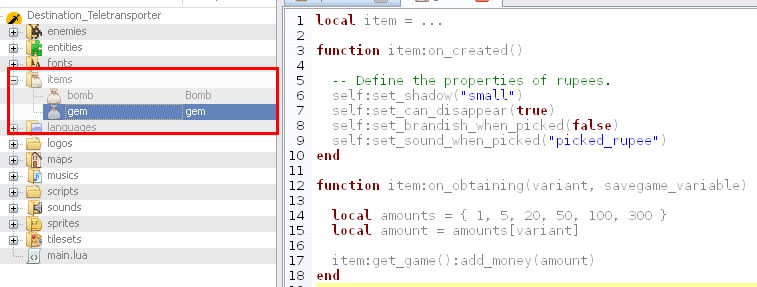 Destination_Teletransporter
enemies
entities
fonts
items
bomb Bomb
gem gem
languages
logos
maps
musics
scripts
sounds
sprites
tilesets
main.lua
1 local item = ...
2
3 function item:on_created()
4
5 -- Define the properties of rupees.
6 self:set_shadow("small")
7 self:set_can_disappear(true)
8 self:set_brandish_when_picked(false)
9 self:set_sound_when_picked("picked_rupee")
10 end
11
12 function item:on_obtaining(variant, savegame_variable)
13
14 local amounts = { 1, 5, 20, 50, 100, 300 }
15 local amount = amounts[variant]
16
17 item:get_game():add_money(amount)
18 end